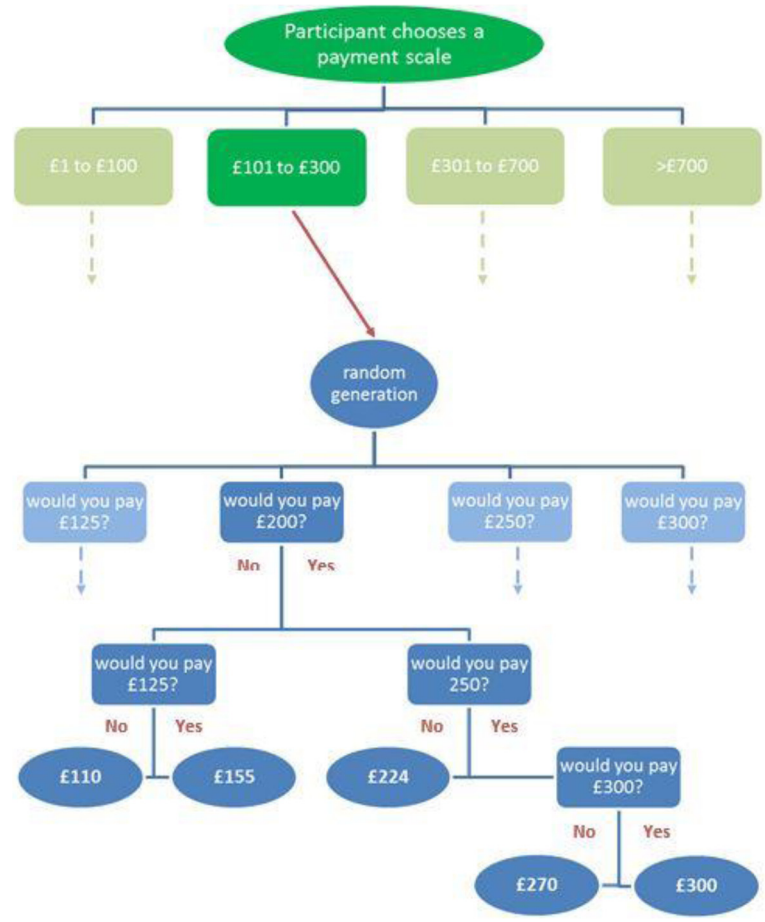 Participant chooses a
payment scale
£1 to £100
£101 to £300
£301 to £700
>£700
random
generation
would you pay
£125?
would you pay
£200?
would you pay
£250?
would you pay
£300?
No
Yes
would you pay
£125?
would you pay
250?
No
Yes
No
Yes
£110
£155
£224
would you pay
£300?
No
Yes
£270
£300